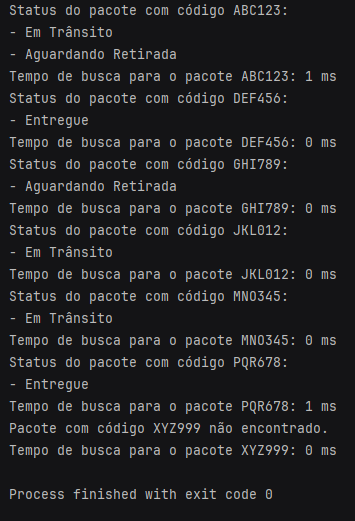 Status do pacote com código ABC123:
- Em Trânsito
- Aguardando Retirada
Tempo de busca para o pacote ABC123: 1 ms
Status do pacote com código DEF456:
- Entregue
Tempo de busca para o pacote DEF456: 0 ms
Status do pacote com código GHI789:
- Aguardando Retirada
Tempo de busca para o pacote GHI789: 0 ms
Status do pacote com código JKL012:
- Em Trânsito
Tempo de busca para o pacote JKL012: 0 ms
Status do pacote com código MNO345:
- Em Trânsito
Tempo de busca para o pacote MNO345: 0 ms
Status do pacote com código PQR678:
- Entregue
Tempo de busca para o pacote PQR678: 1 ms
Pacote com código XYZ999 não encontrado.
Tempo de busca para o pacote XYZ999: 0 ms
Process finished with exit code 0